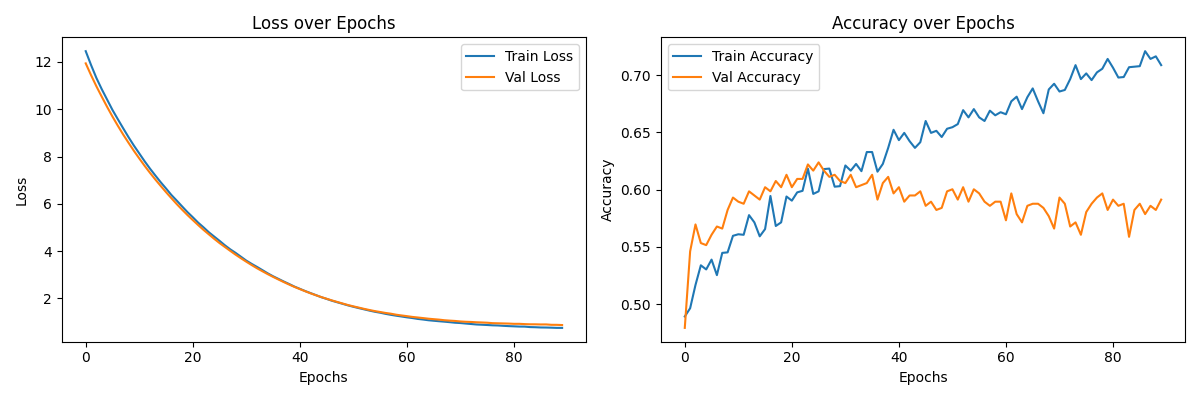 Loss over Epochs
Train Loss
Val Loss
12
10
8
6
4
2
0
20
40
60
80
Loss
Epochs
Accuracy over Epochs
Train Accuracy
Val Accuracy
0.70
0.65
0.60
0.55
0.50
0
20
40
60
80
Accuracy
Epochs